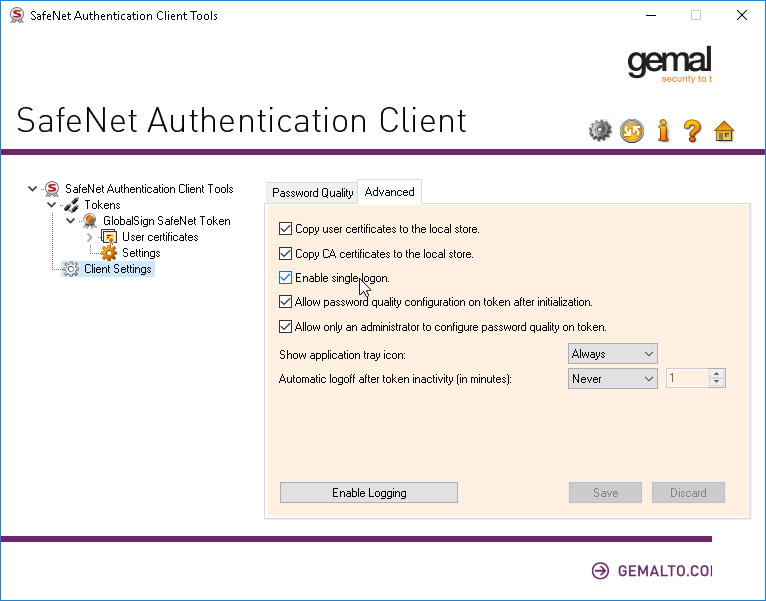 SafeNet Authentication Client Tools
gemal
security to b
SafeNet Authentication Client
SafeNet Authentication Client Tools
Tokens
GlobalSign SafeNet Token
User certificates
Settings
Client Settings
Password Quality
Advanced
Copy user certificates to the local store.
Copy CA certificates to the local store.
Enable single logon.
Allow password quality configuration on token after initialization.
Allow only an administrator to configure password quality on token.
Show application tray icon: Always
Automatic logoff after token inactivity (in minutes): Never 1
Enable Logging Save Discard
GEMALTO.CO